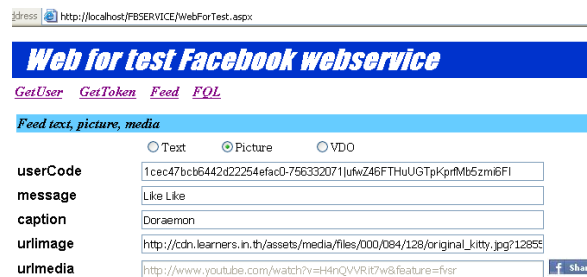 ddress http://localhost/FBSERVICE/WebForTest.aspx
Web for test Facebook webservice
GetUser GetToken Feed FQL
Feed text, picture, media
Text Picture VDO
userCode 1cec47bcb6442d22254efac0-756332071|ufwZ46FTHuUGTpKprfMb5zmi6FI
message Like Like
caption Doraemon
urlimage http://cdn.learners.in.th/assets/media/files/000/084/128/original_kitty.jpg?12855
urlmedia http://www.youtube.com/watch?v=H4nQVVRit7w&feature=fvsr
f Shar